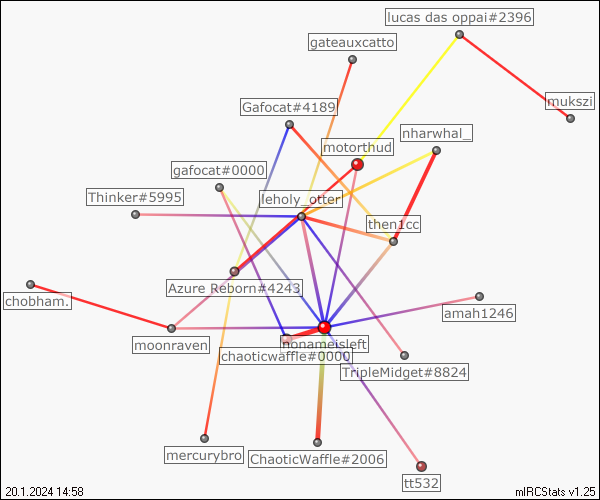 lucas das oppai#2396
gateauxcatto
mukszi
Gafocat#4189
nharwhal_
motorthud
gafocat#0000
Thinker#5995
leholy_otter
then1cc
Azure Reborn#4243
chobham.
amah1246
moonraven
nonameisleft
chaoticwaffle#0000
TripleMidget#8824
mercurybro
ChaoticWaffle#2006
tt532
20.1.2024 14:58
mIRCStats v1.25